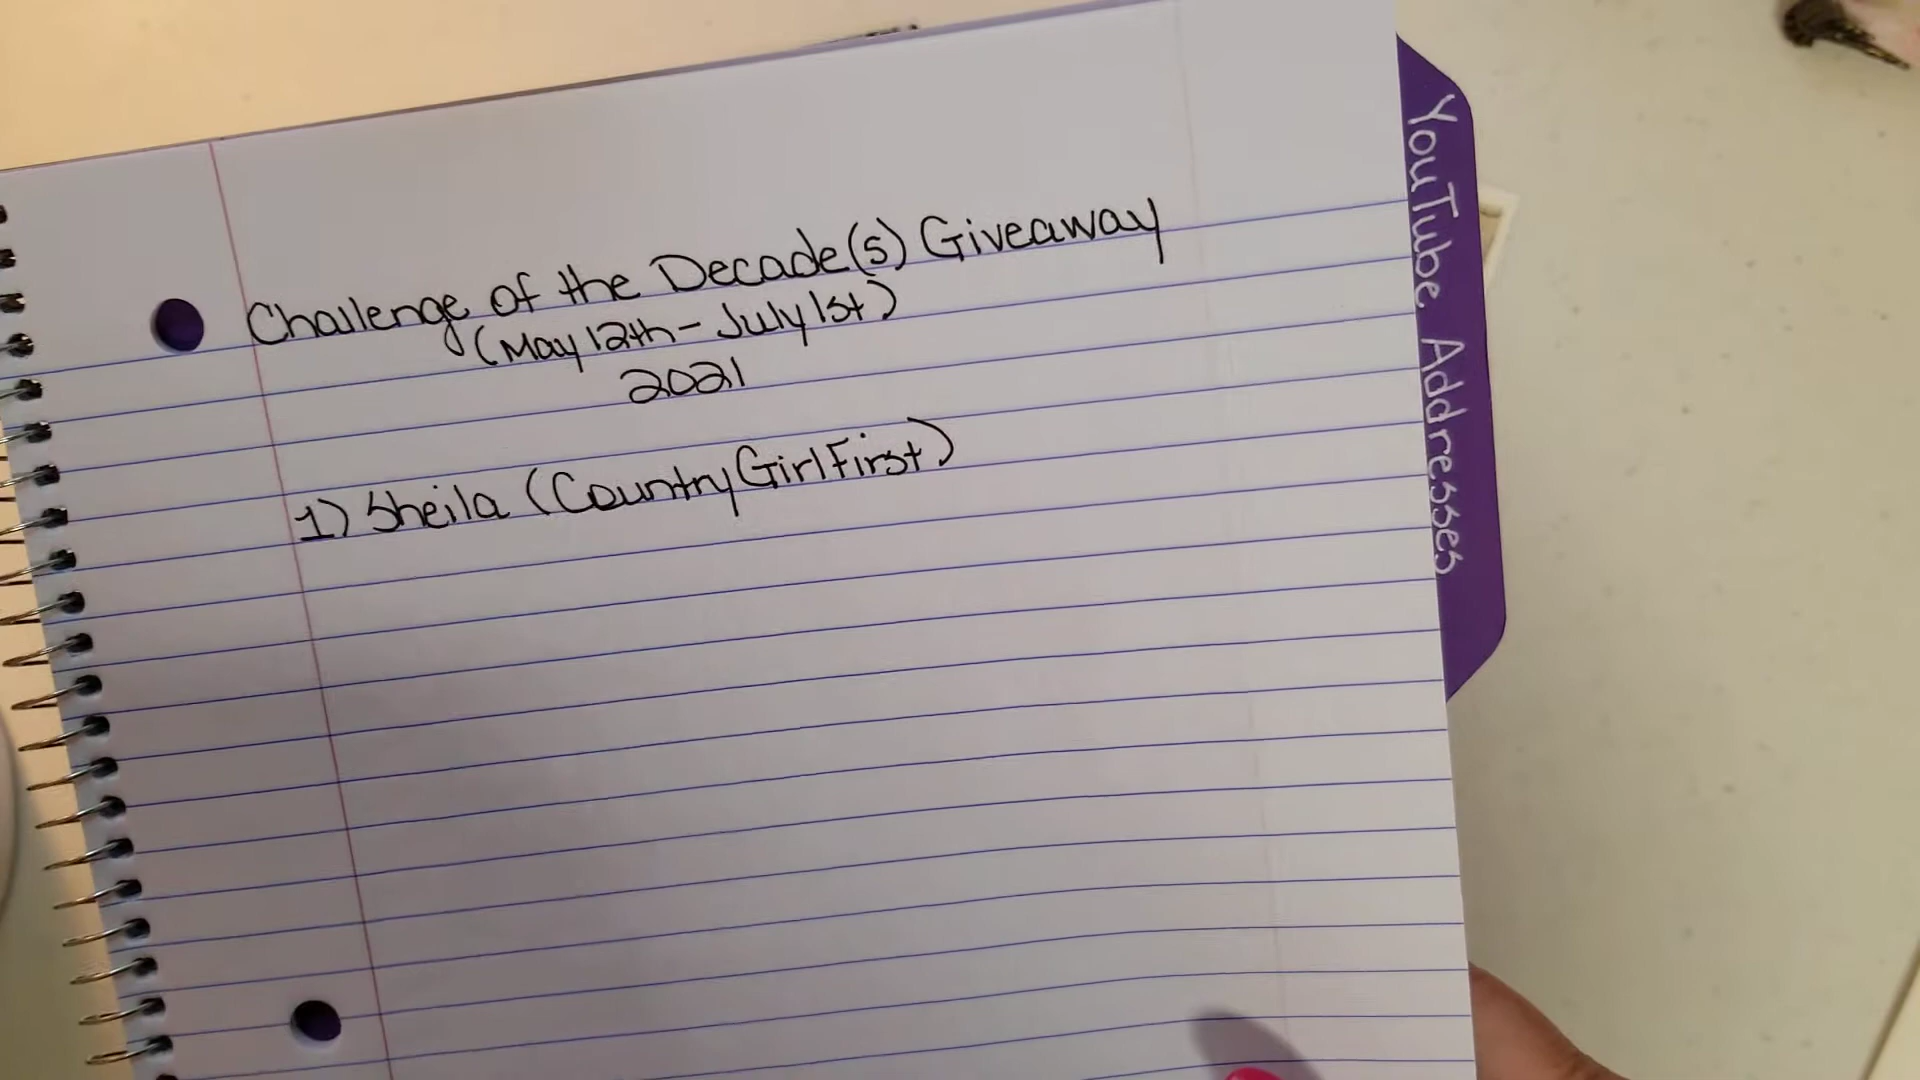 Challenge of the Decade(s) Giveaway
(May 12th - July 1st)
2021
1) Sheila (CountryGirlFirst)
YouTube Addresses